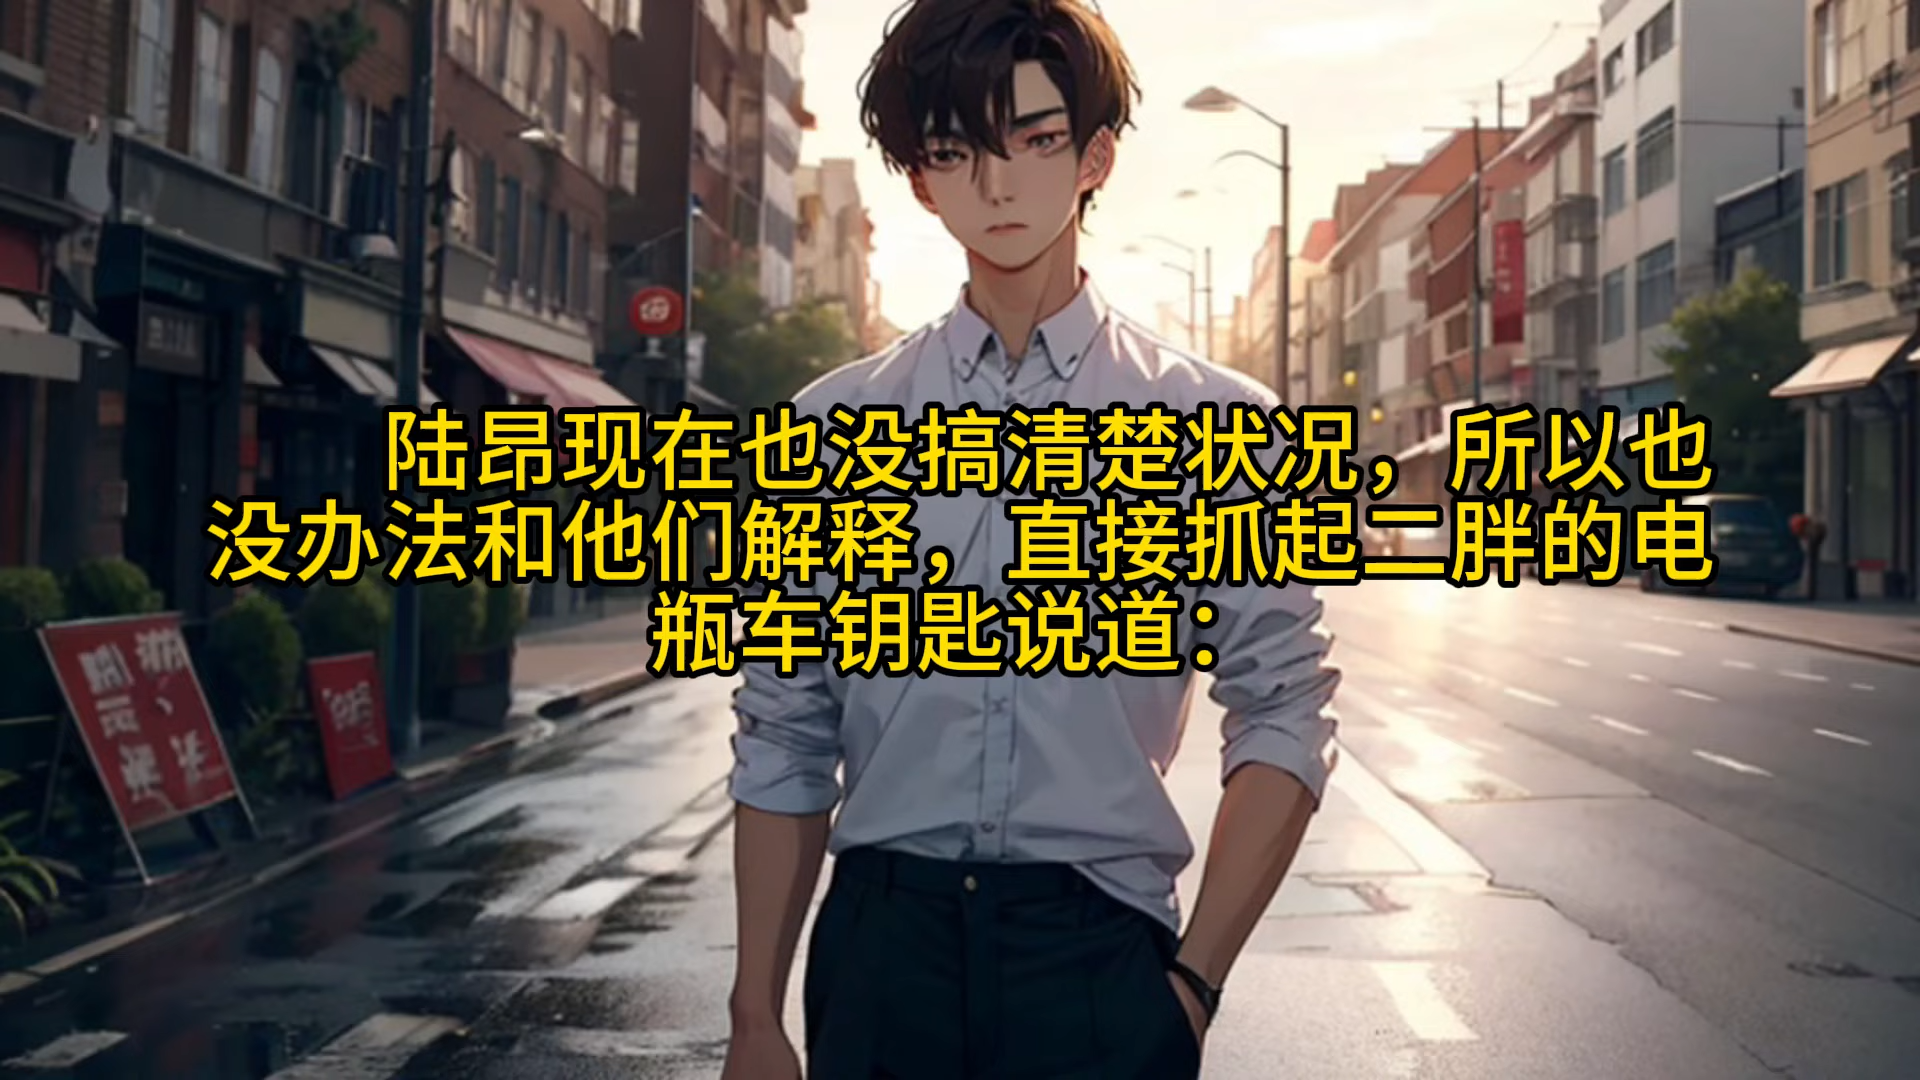 陆昂现在也没搞清楚状况，所以也
没办法和他们解释，直接抓起二胖的电
瓶车钥匙说道：